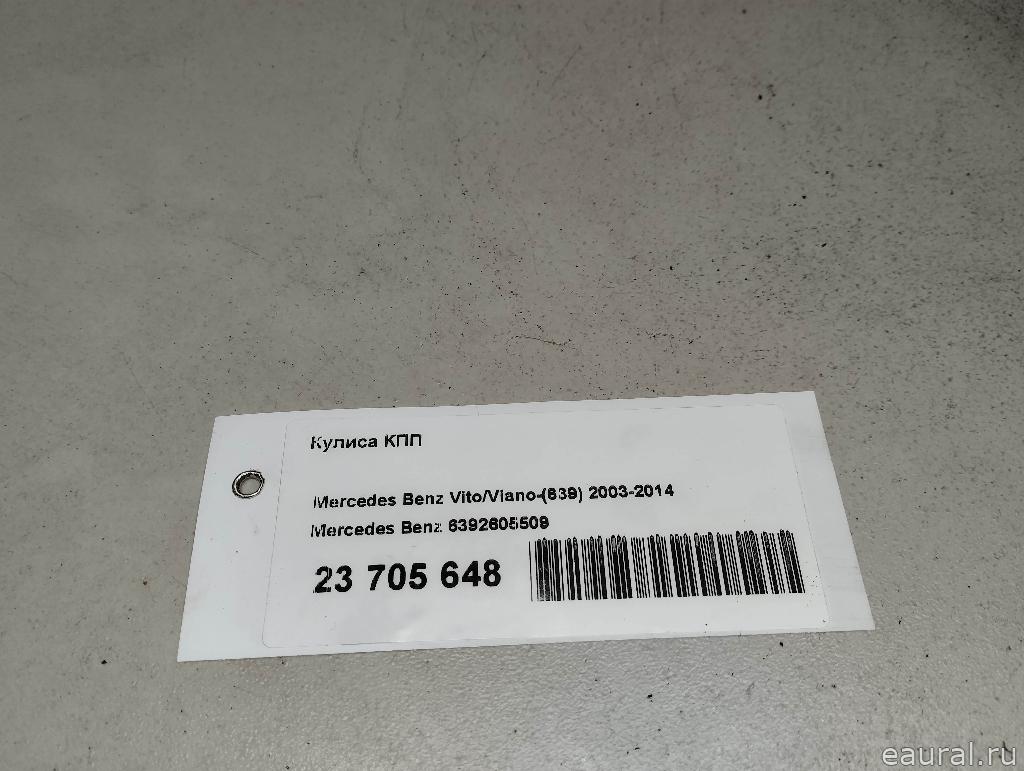 Кулиса КПП
Mercedes Benz Vito/Viano-(639) 2003-2014
Mercedes Benz 6392605509
23 705 648
eaural.ru